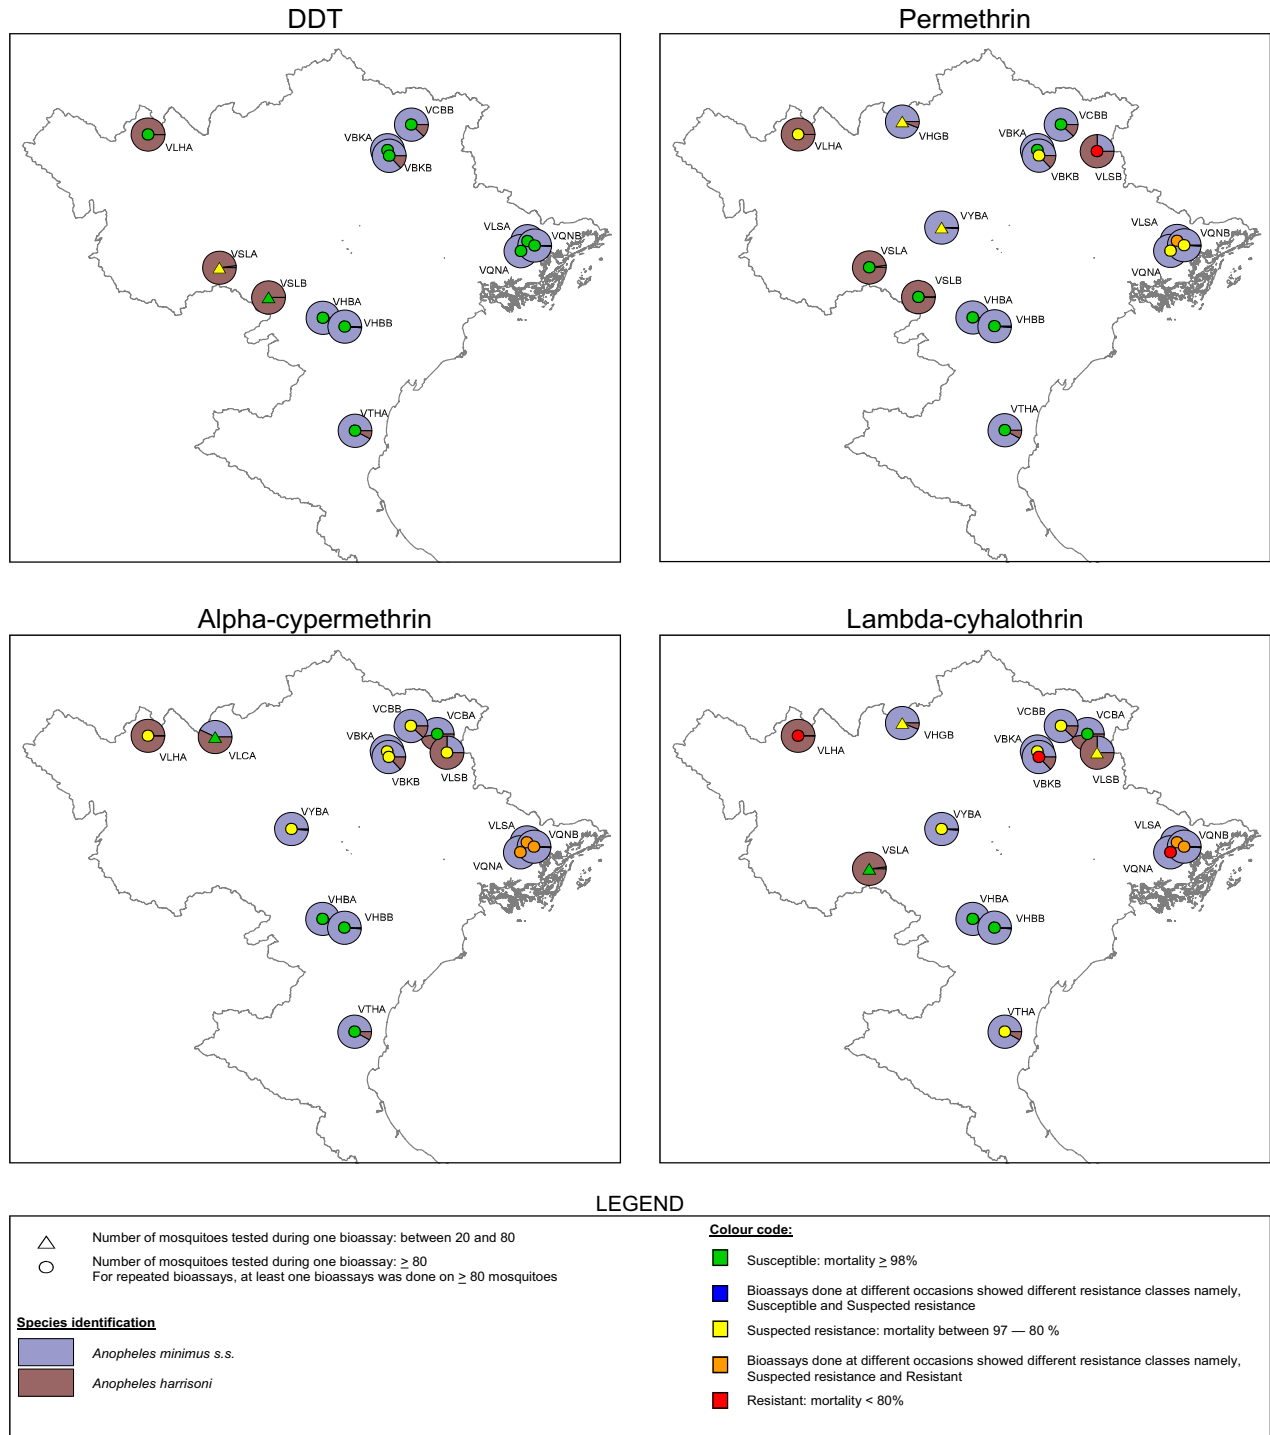 DDT
VCBB
VBKA
VBKB
VLHA
VLSA
VQNB
VQNA
VSLA
VSLB
VHBA
VHBB
VTHA
Permethrin
VHGB
VCBB
VBKA
VLHA
VBKB
VLSB
VYBA
VLSA
VQNB
VSLA
VQNA
VSLB
VHBA
VHBB
VTHA
Alpha-cypermethrin
VCBB
VCBA
VBKA
VLHA
VLCA
VBKB
VLSB
VYBA
VLSA
VQNB
VQNA
VHBA
VHBB
VTHA
Lambda-cyhalothrin
VCBB
VCBA
VHGB
VBKA
VLHA
VBKB
VLSB
VYBA
VLSA
VQNB
VSLA
VQNA
VHBA
VHBB
VTHA
LEGEND
Number of mosquitoes tested during one bioassay: between 20 and 80
Number of mosquitoes tested during one bioassay: ≥ 80
For repeated bioassays, at least one bioassays was done on ≥ 80 mosquitoes
Species identification
Anopheles minimus s.s.
Anopheles harrisoni
Colour code:
Susceptible: mortality ≥ 98%
Bioassays done at different occasions showed different resistance classes namely,
Susceptible and Suspected resistance
Suspected resistance: mortality between 97 — 80 %
Bioassays done at different occasions showed different resistance classes namely,
Suspected resistance and Resistant
Resistant: mortality < 80%